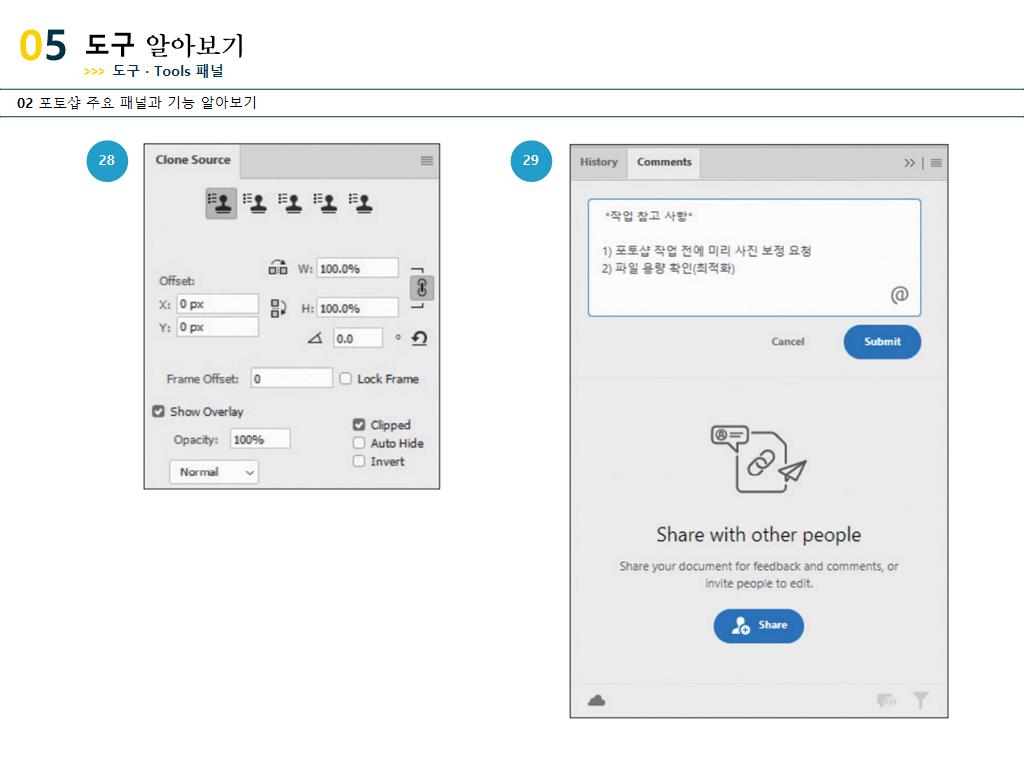 05 도구 알아보기
>>> 도구 · Tools 패널
02 포토샵 주요 패널과 기능 알아보기
28
Clone Source
Offset:
X: 0 px
Y: 0 px
W: 100.0%
H: 100.0%
0.0 °
Frame Offset: 0 Lock Frame
Show Overlay
Opacity: 100%
Normal
Clipped
Auto Hide
Invert
29
History Comments
*작업 참고 사항*
1) 포토샵 작업 전에 미리 사진 보정 요청
2) 파일 용량 확인(최적화)
@
Cancel Submit
Share with other people
Share your document for feedback and comments, or
invite people to edit.
Share